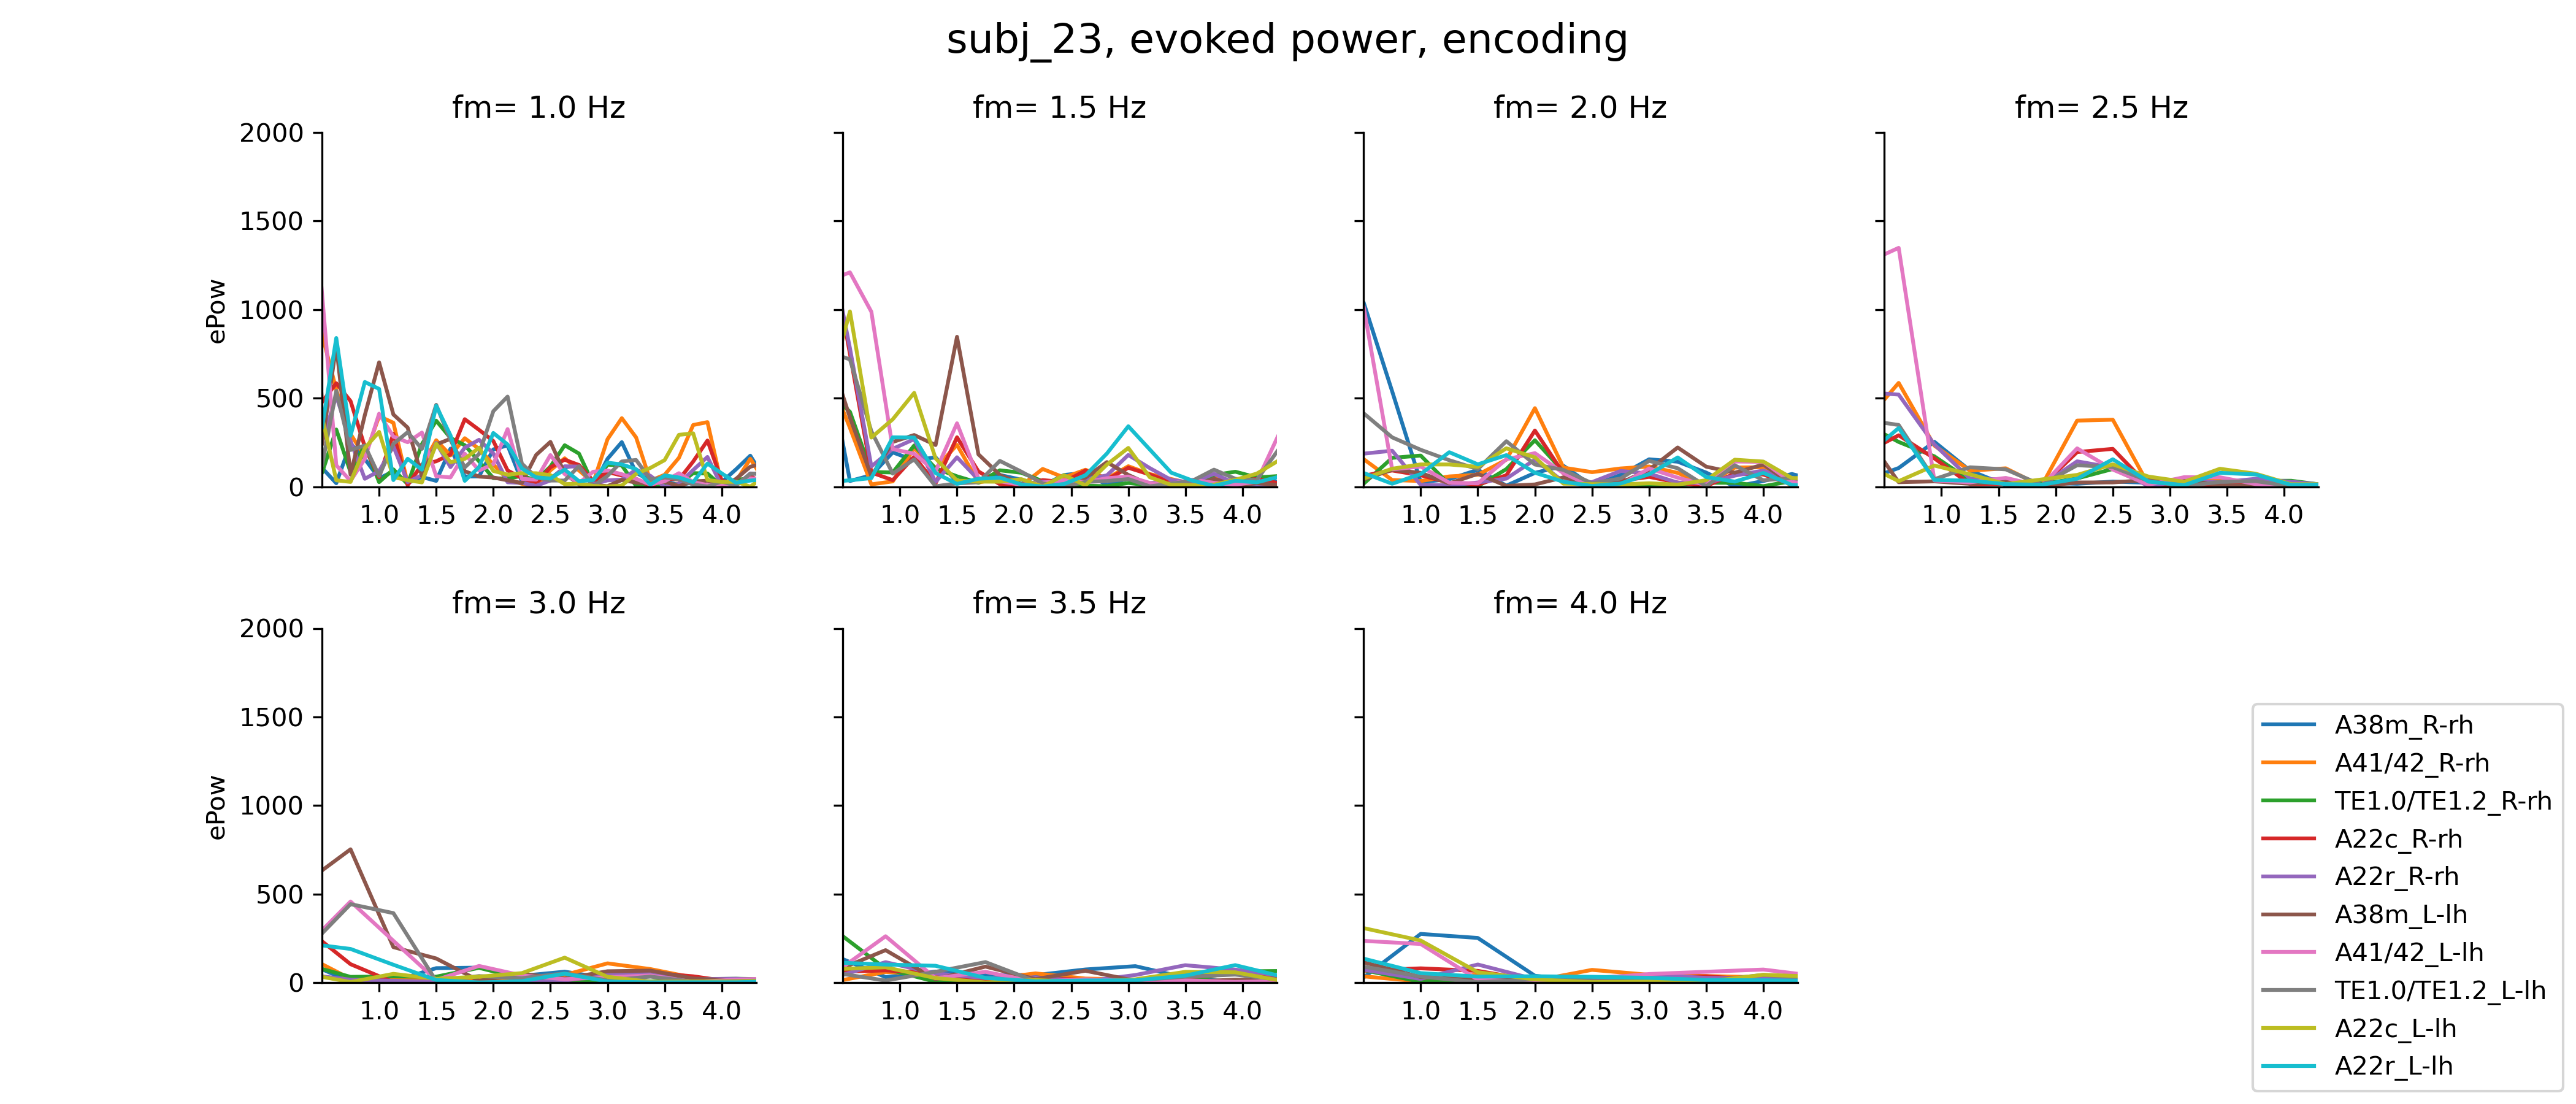 subj_23, evoked power, encoding
fm= 1.0 Hz
fm= 1.5 Hz
fm= 2.0 Hz
fm= 2.5 Hz
2000
1500
1000
500
0
ePow
1.0 1.5 2.0 2.5 3.0 3.5 4.0
1.0 1.5 2.0 2.5 3.0 3.5 4.0
1.0 1.5 2.0 2.5 3.0 3.5 4.0
1.0 1.5 2.0 2.5 3.0 3.5 4.0
fm= 3.0 Hz
fm= 3.5 Hz
fm= 4.0 Hz
2000
1500
1000
500
0
ePow
1.0 1.5 2.0 2.5 3.0 3.5 4.0
1.0 1.5 2.0 2.5 3.0 3.5 4.0
1.0 1.5 2.0 2.5 3.0 3.5 4.0
A38m_R-rh
A41/42_R-rh
TE1.0/TE1.2_R-rh
A22c_R-rh
A22r_R-rh
A38m_L-lh
A41/42_L-lh
TE1.0/TE1.2_L-lh
A22c_L-lh
A22r_L-lh